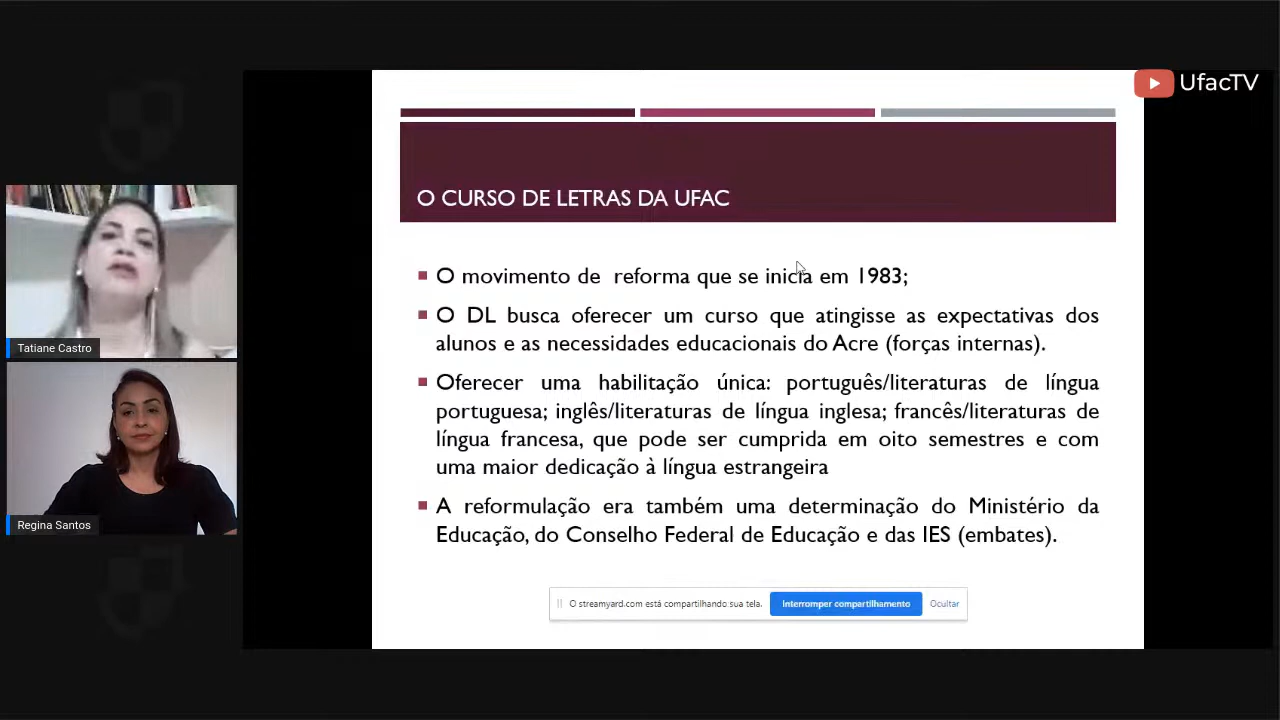 UfacTV
O CURSO DE LETRAS DA UFAC
O movimento de reforma que se inicia em 1983;
O DL busca oferecer um curso que atingisse as expectativas dos
alunos e as necessidades educacionais do Acre (forças internas).
Oferecer uma habilitação única: português/literaturas de língua
portuguesa; inglês/literaturas de língua inglesa; francês/literaturas de
língua francesa, que pode ser cumprida em oito semestres e com
uma maior dedicação à língua estrangeira
A reformulação era também uma determinação do Ministério da
Educação, do Conselho Federal de Educação e das IES (embates).
Tatiane Castro
Regina Santos
O streamyard.com está compartilhando sua tela. Interromper compartilhamento Ocultar